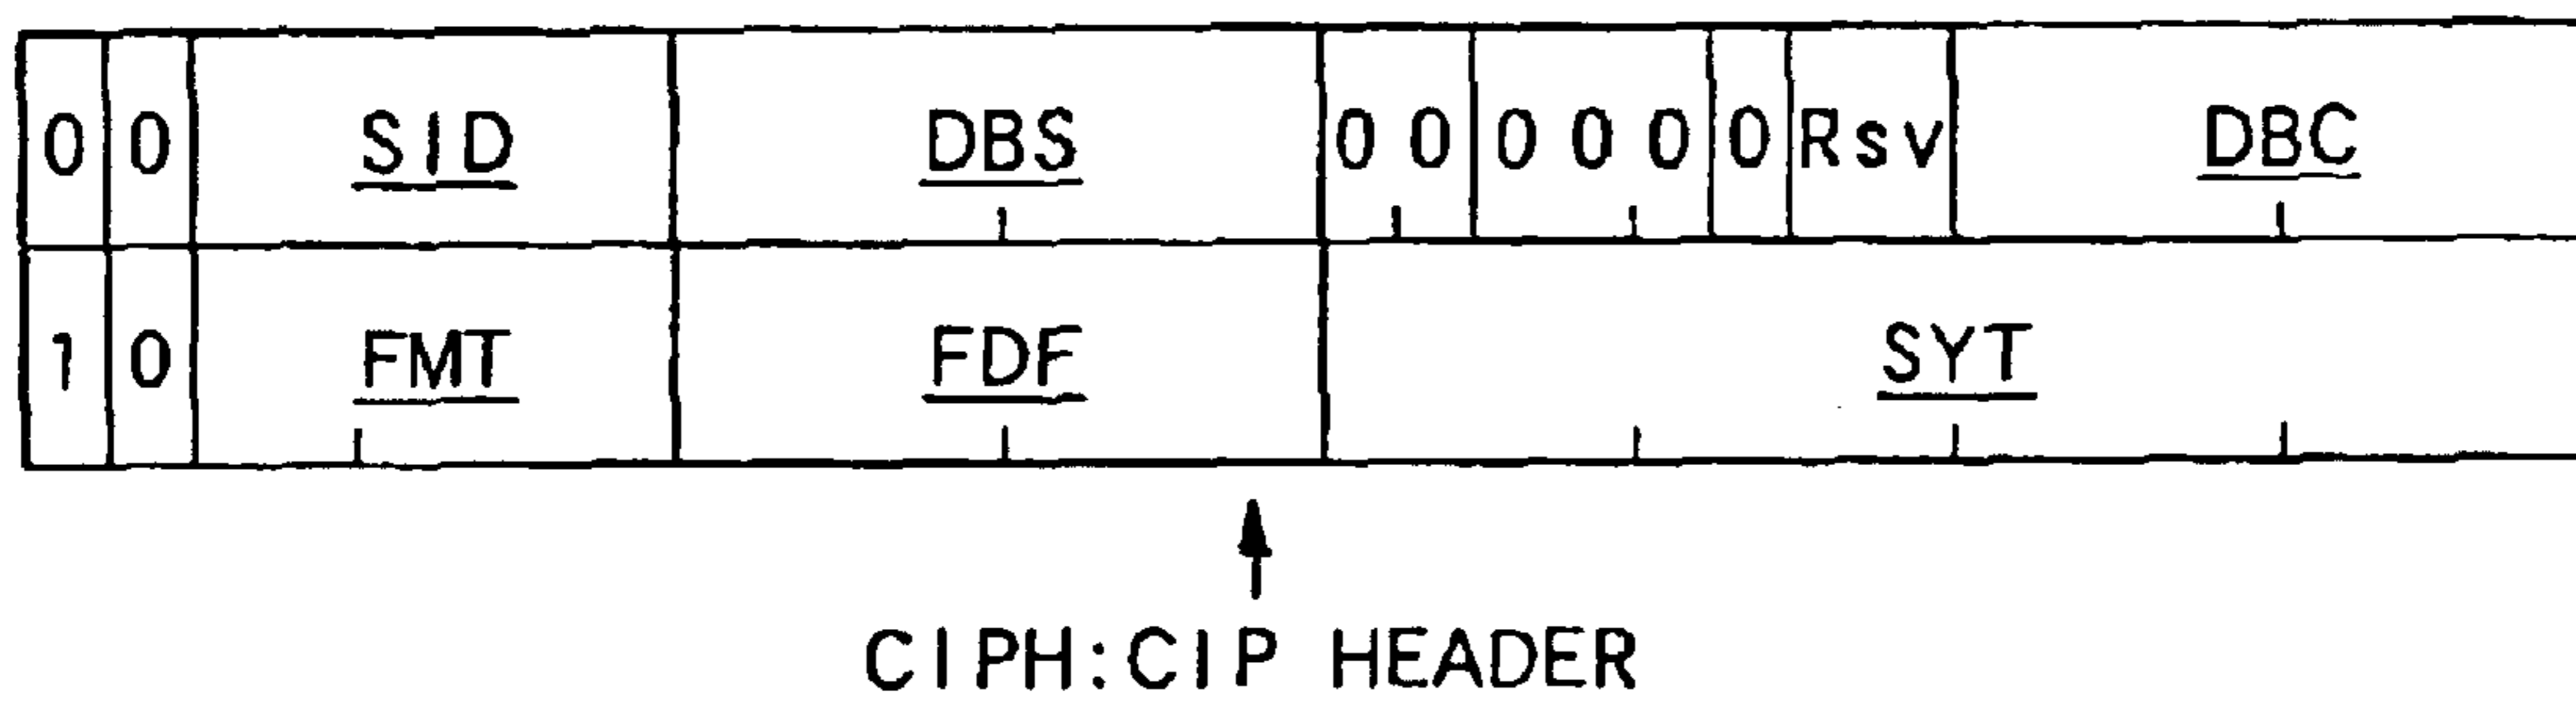 0 0 SID DBS 0 0 0 0 0 0 Rsv DBC
1 0 FMT FDF SYT
CIPH:CIP HEADER